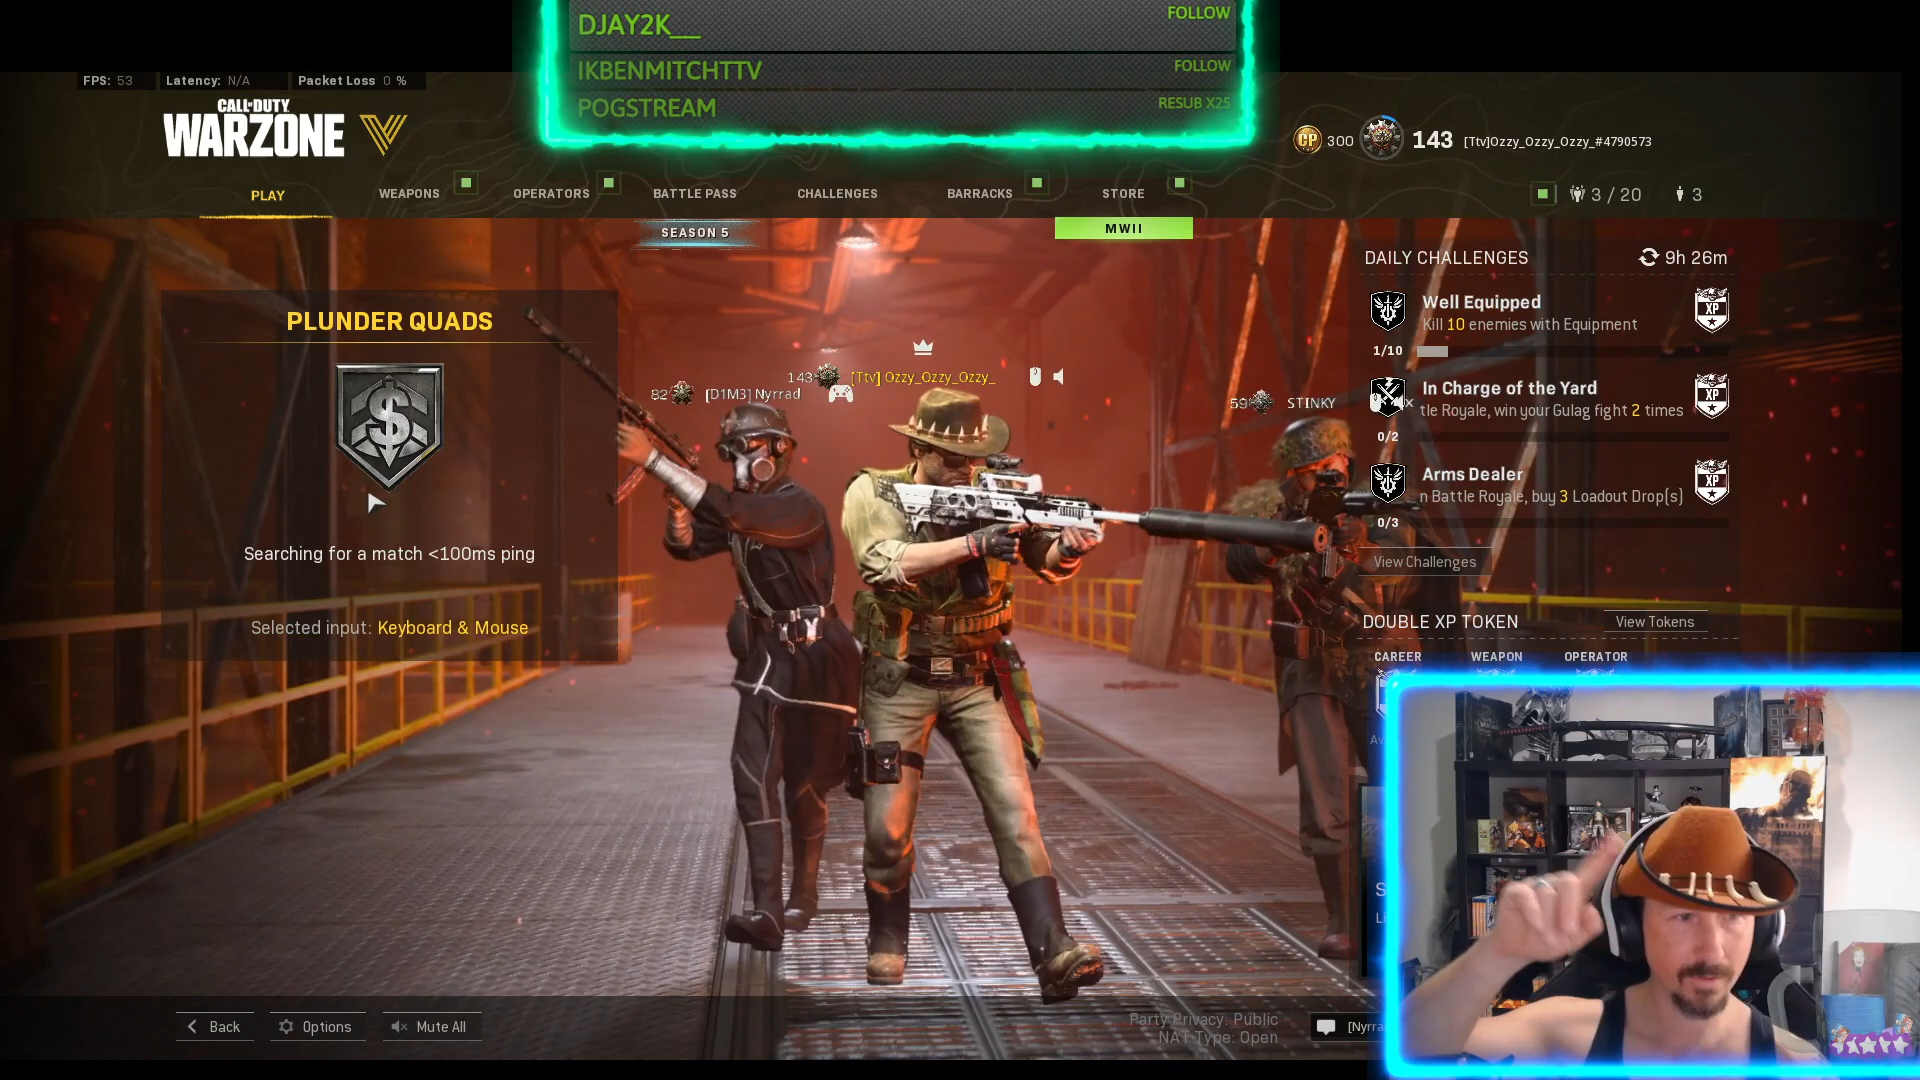 DJAY2K__ FOLLOW
IKBENMITCHTTV FOLLOW
POGSTREAM RESUB X25
FPS: 53 Latency: N/A Packet Loss 0 %
CALL OF DUTY
WARZONE
CP 300 143 [Ttv]Ozzy_Ozzy_Ozzy_#4790573
PLAY WEAPONS OPERATORS BATTLE PASS CHALLENGES BARRACKS STORE 3 / 20 3
SEASON 5 MWII
DAILY CHALLENGES 9h 26m
Well Equipped
Kill 10 enemies with Equipment
XP
1/10
PLUNDER QUADS
82 [D1M3] Nyrrad
143 [Ttv] Ozzy_Ozzy_Ozzy_
59 STINKY
In Charge of the Yard
tle Royale, win your Gulag fight 2 times
XP
0/2
Arms Dealer
n Battle Royale, buy 3 Loadout Drop(s)
XP
0/3
View Challenges
Searching for a match <100ms ping
Selected input: Keyboard & Mouse
DOUBLE XP TOKEN View Tokens
CAREER WEAPON OPERATOR
Back Options Mute All
Party Privacy: Public
NAT Type: Open
[Nyrra